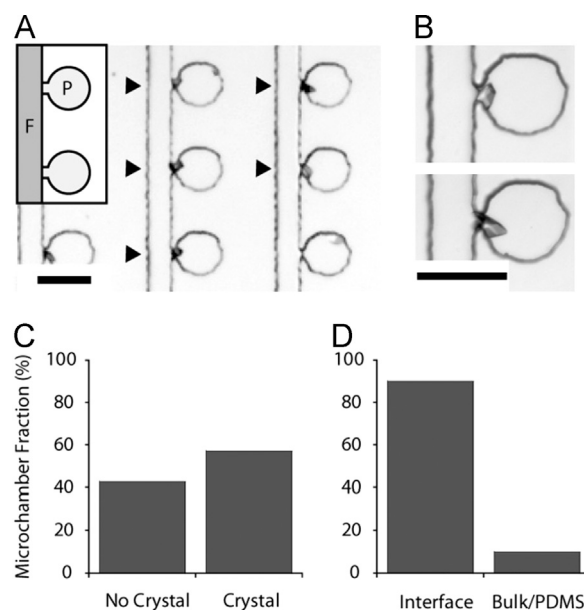 A
B
P
F
C
D
Microchamber Fraction (%)
100
80
60
40
20
0
No Crystal
Crystal
100
80
60
40
20
0
Interface
Bulk/PDMS